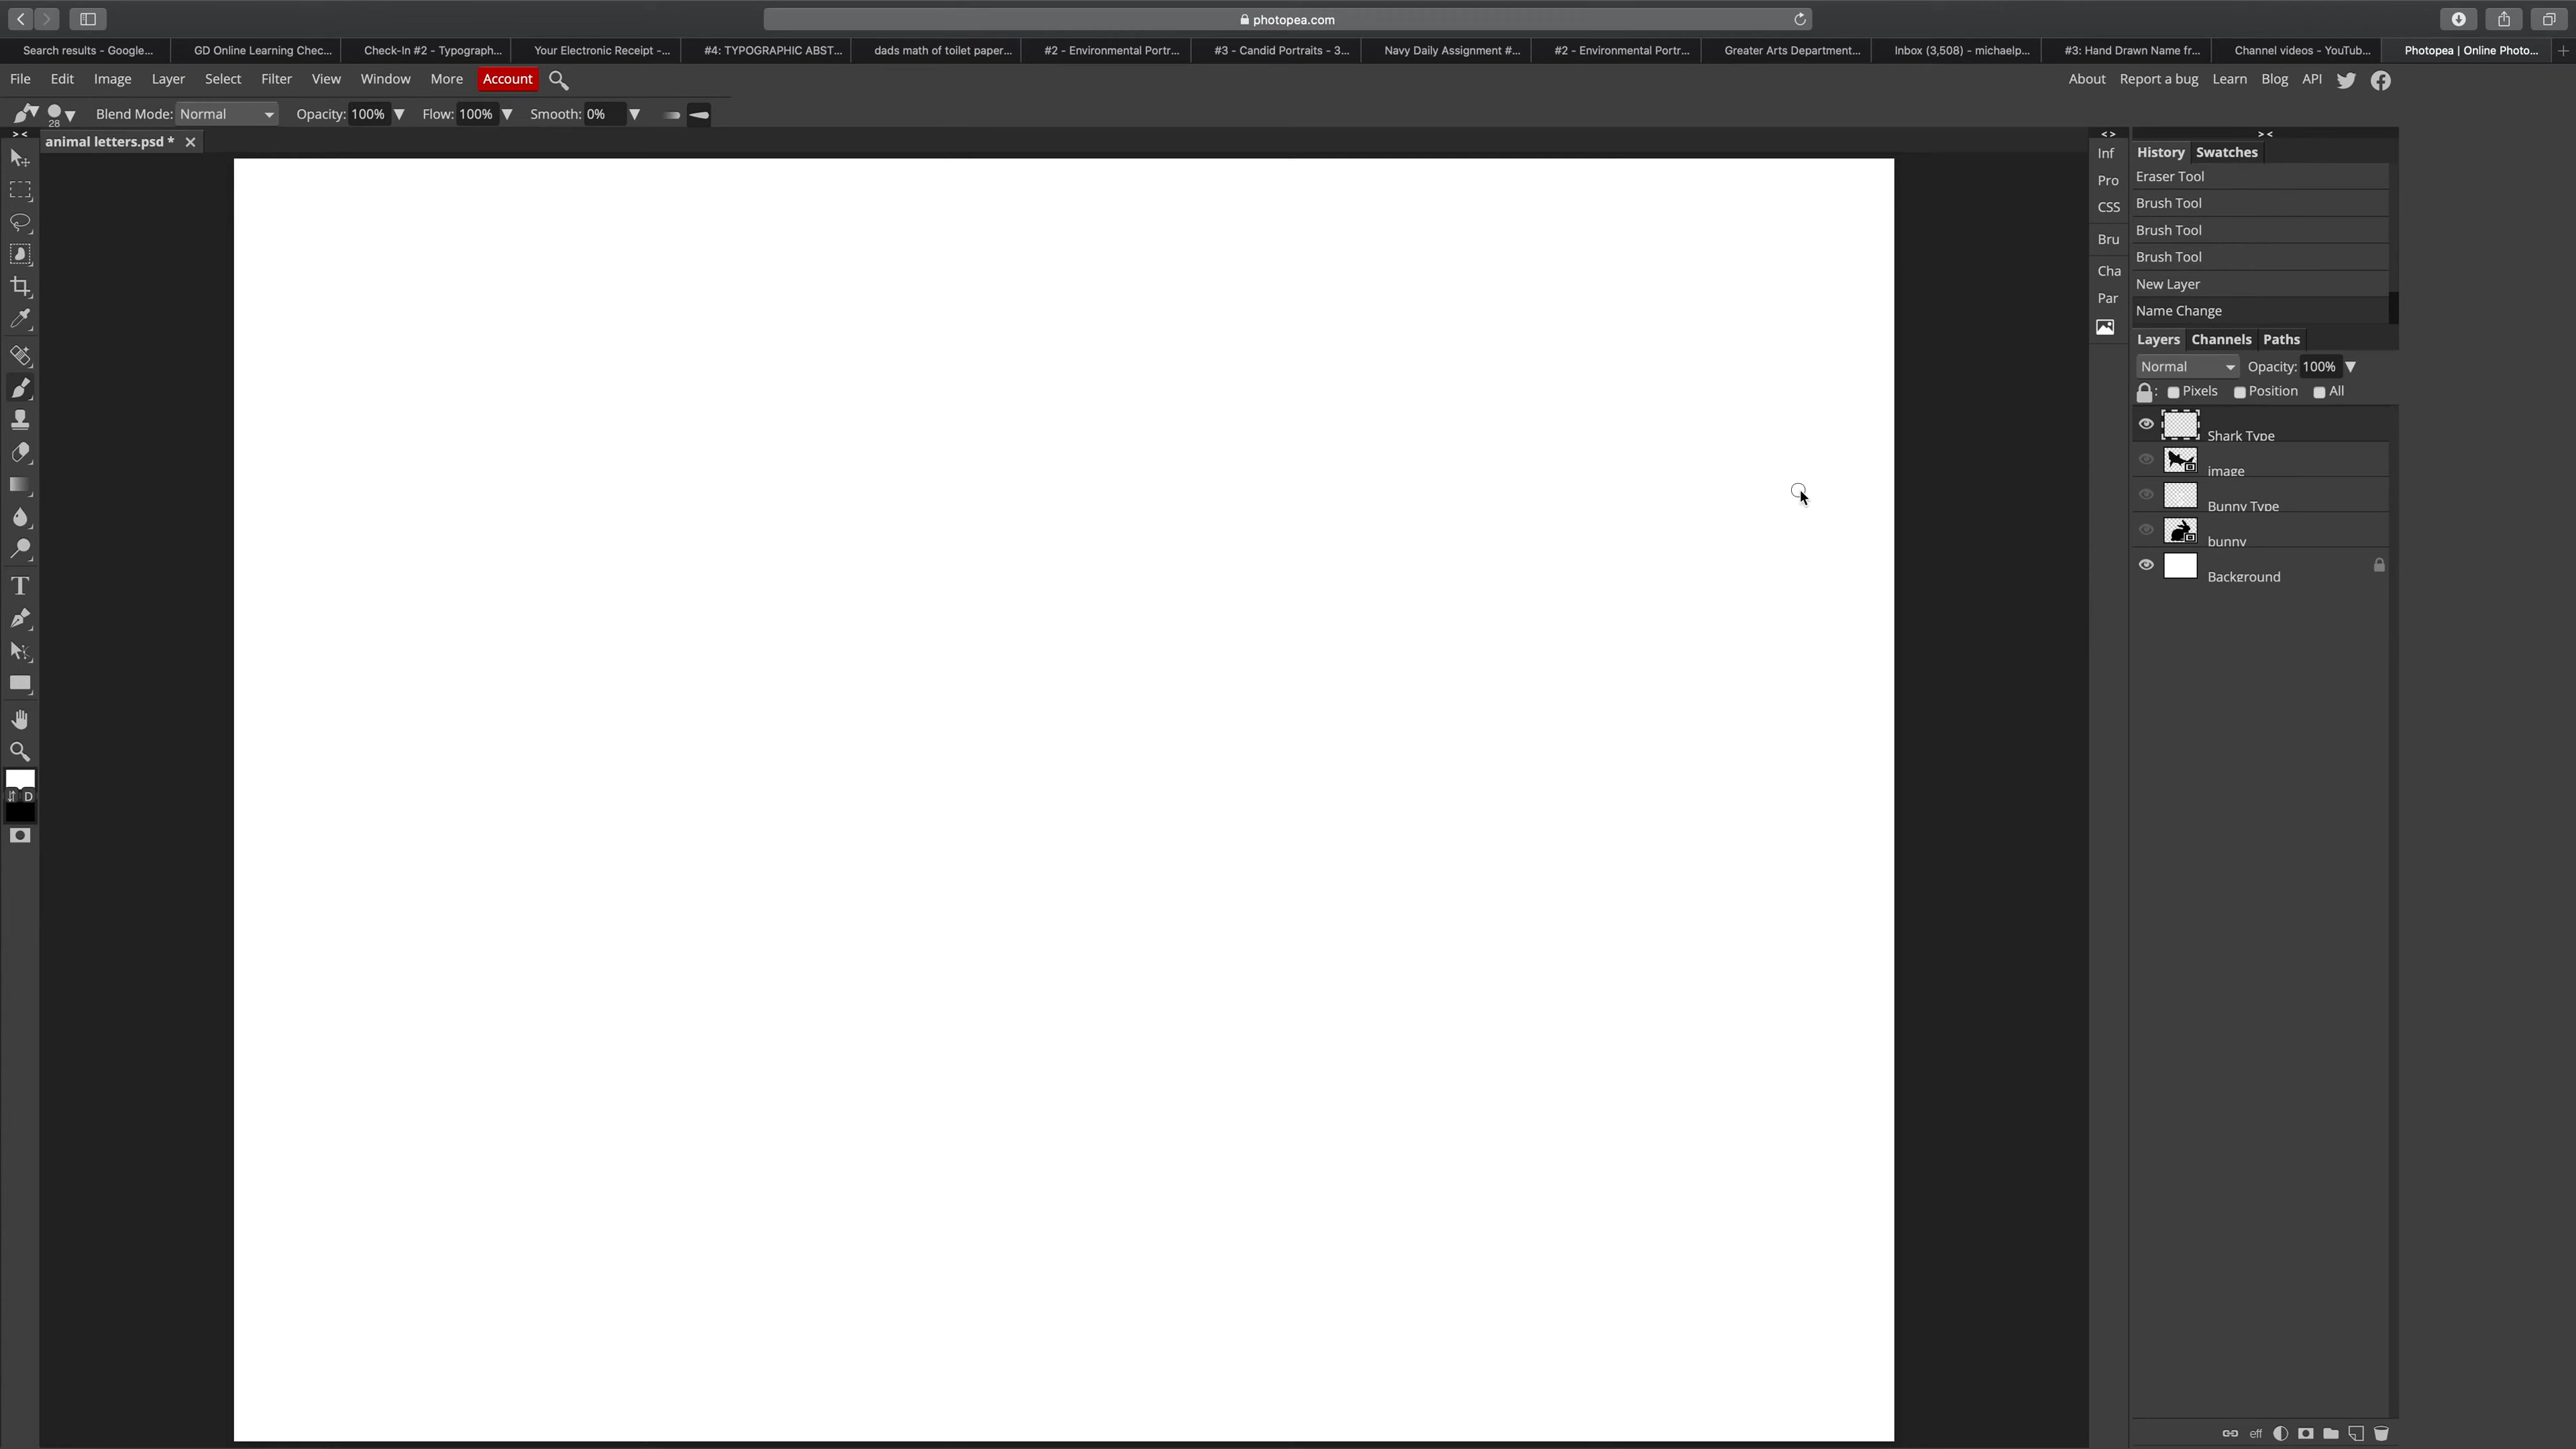 photopea.com
Search results - Google...
GD Online Learning Chec...
Check-In #2 - Typograph...
Your Electronic Receipt -...
#4: TYPOGRAPHIC ABST...
dads math of toilet paper...
#2 - Environmental Portr...
#3 - Candid Portraits - 3...
Navy Daily Assignment #...
#2 - Environmental Portr...
Greater Arts Department...
Inbox (3,508) - michaelp...
#3: Hand Drawn Name fr...
Channel videos - YouTub...
Photopea | Online Photo...
File Edit Image Layer Select Filter View Window More Account
About Report a bug Learn Blog API
28
Blend Mode: Normal Opacity: 100% Flow: 100% Smooth: 0%
> <
animal letters.psd *
< >
> <
Inf
Pro
CSS
Bru
Cha
Par
History Swatches
Eraser Tool
Brush Tool
Brush Tool
Brush Tool
New Layer
Name Change
Layers Channels Paths
Normal Opacity: 100%
: Pixels Position All
Shark Type
image
Bunny Type
bunny
Background
T
D
eff